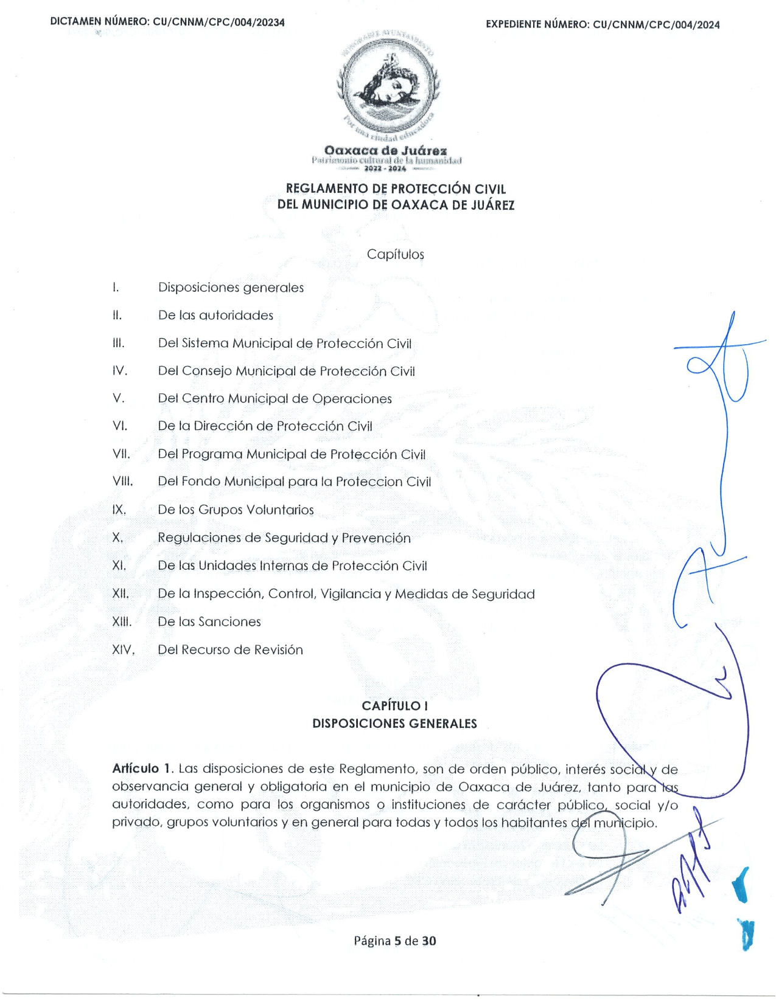 DICTAMEN NÚMERO: CU/CNNM/CPC/004/20234
EXPEDIENTE NÚMERO: CU/CNNM/CPC/004/2024
HONORABLE AYUNTAMIENTO
Por una ciudad educadora
Oaxaca de Juárez
Patrimonio cultural de la humanidad
2022 - 2024
REGLAMENTO DE PROTECCIÓN CIVIL
DEL MUNICIPIO DE OAXACA DE JUÁREZ
Capítulos
I. Disposiciones generales
II. De las autoridades
III. Del Sistema Municipal de Protección Civil
IV. Del Consejo Municipal de Protección Civil
V. Del Centro Municipal de Operaciones
VI. De la Dirección de Protección Civil
VII. Del Programa Municipal de Protección Civil
VIII. Del Fondo Municipal para la Proteccion Civil
IX. De los Grupos Voluntarios
X. Regulaciones de Seguridad y Prevención
XI. De las Unidades Internas de Protección Civil
XII. De la Inspección, Control, Vigilancia y Medidas de Seguridad
XIII. De las Sanciones
XIV. Del Recurso de Revisión
CAPÍTULO I
DISPOSICIONES GENERALES
Artículo 1. Las disposiciones de este Reglamento, son de orden público, interés social y de
observancia general y obligatoria en el municipio de Oaxaca de Juárez, tanto para las
autoridades, como para los organismos o instituciones de carácter público, social y/o
privado, grupos voluntarios y en general para todas y todos los habitantes del municipio.
Página 5 de 30